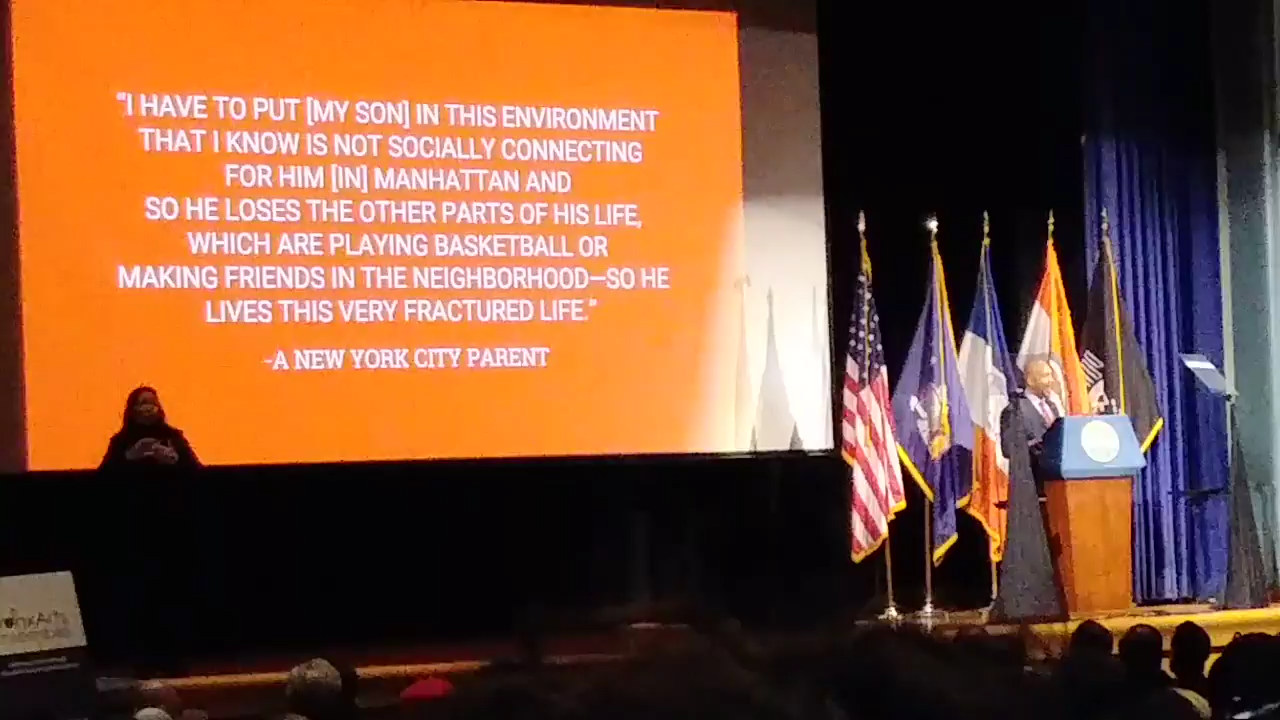 "I HAVE TO PUT [MY SON] IN THIS ENVIRONMENT
THAT I KNOW IS NOT SOCIALLY CONNECTING
FOR HIM [IN] MANHATTAN AND
SO HE LOSES THE OTHER PARTS OF HIS LIFE,
WHICH ARE PLAYING BASKETBALL OR
MAKING FRIENDS IN THE NEIGHBORHOOD—SO HE
LIVES THIS VERY FRACTURED LIFE."
-A NEW YORK CITY PARENT